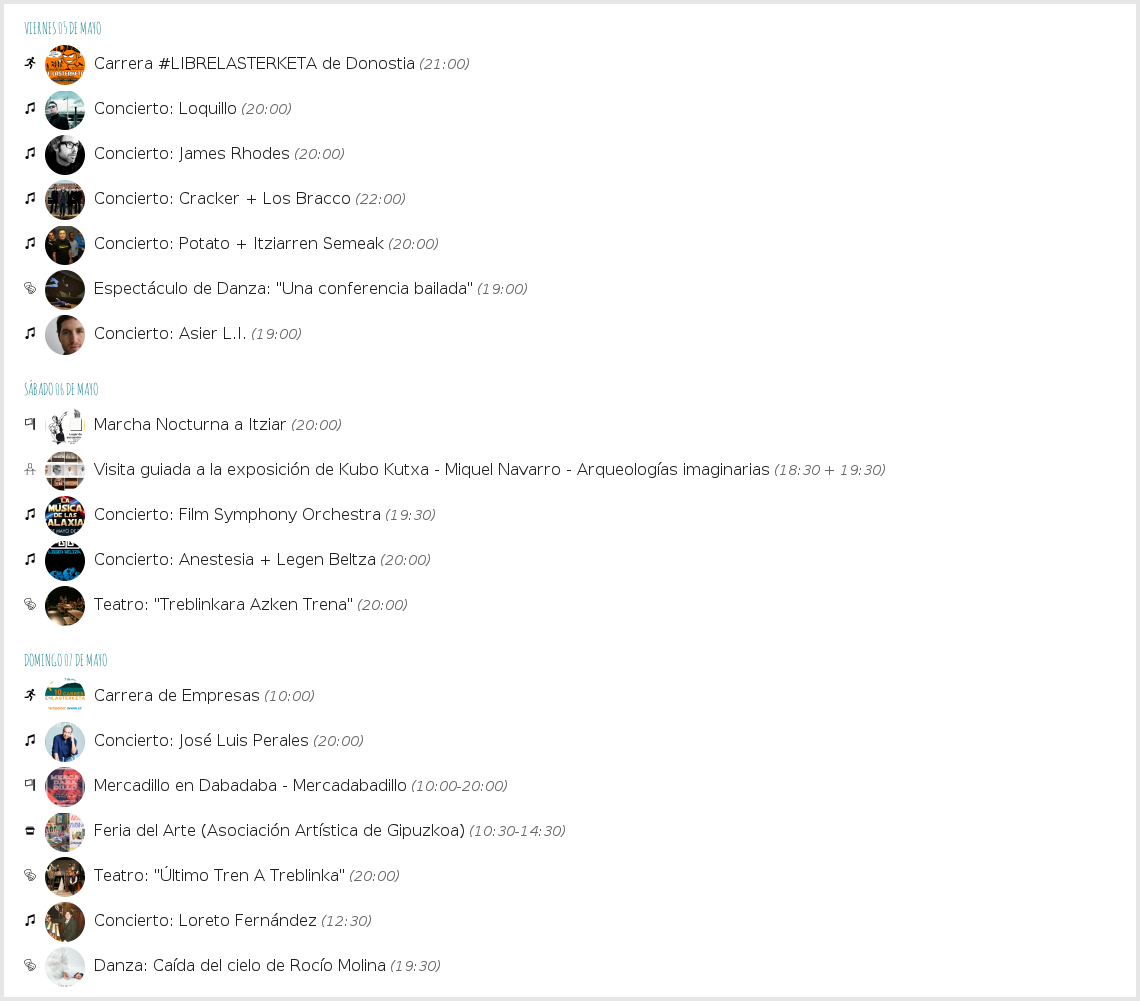 VIERNES 05 DE MAYO
Carrera #LIBRELASTERKETA de Donostia (21:00)
Concierto: Loquillo (20:00)
Concierto: James Rhodes (20:00)
Concierto: Cracker + Los Bracco (22:00)
Concierto: Potato + Itziarren Semeak (20:00)
Espectáculo de Danza: "Una conferencia bailada" (19:00)
Concierto: Asier L.I. (19:00)
SÁBADO 06 DE MAYO
Marcha Nocturna a Itziar (20:00)
Visita guiada a la exposición de Kubo Kutxa - Miquel Navarro - Arqueologías imaginarias (18:30 + 19:30)
Concierto: Film Symphony Orchestra (19:30)
Concierto: Anestesia + Legen Beltza (20:00)
Teatro: "Treblinkara Azken Trena" (20:00)
DOMINGO 07 DE MAYO
Carrera de Empresas (10:00)
Concierto: José Luis Perales (20:00)
Mercadillo en Dabadaba - Mercadabadillo (10:00-20:00)
Feria del Arte (Asociación Artística de Gipuzkoa) (10:30-14:30)
Teatro: "Último Tren A Treblinka" (20:00)
Concierto: Loreto Fernández (12:30)
Danza: Caída del cielo de Rocío Molina (19:30)